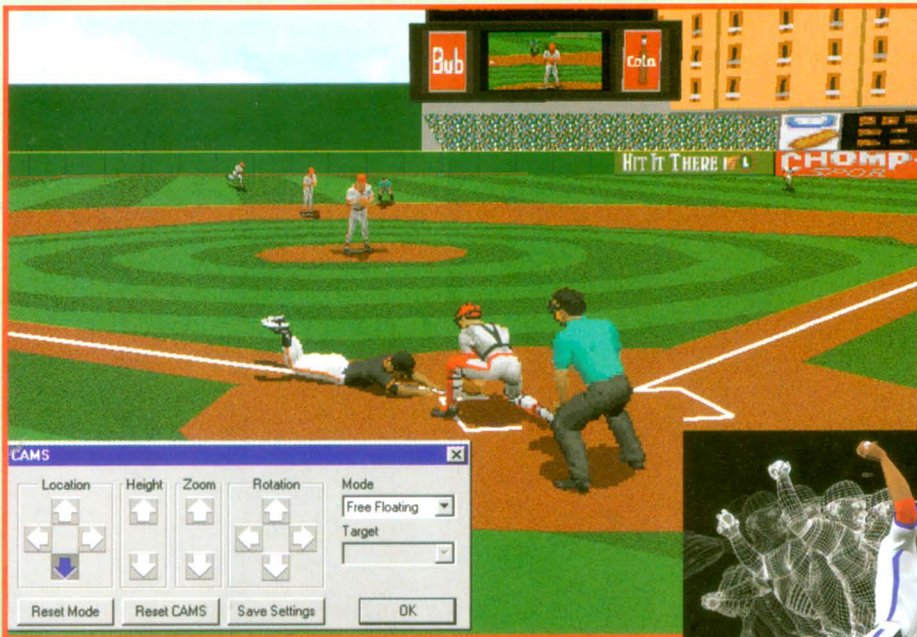 Bub
Cola
HIT IT THERE
CHOMP
CAMS
Location
Height
Zoom
Rotation
Mode
Free Floating
Target
Reset Mode
Reset CAMS
Save Settings
OK